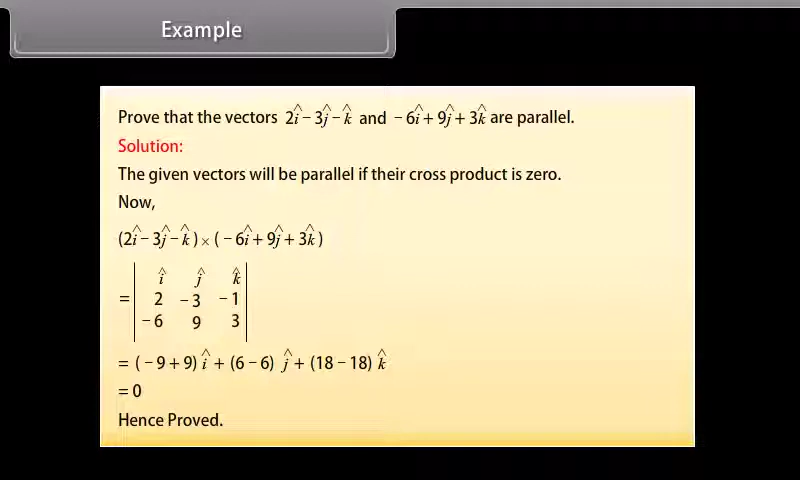 Example
Prove that the vectors 2î − 3ĵ − k̂ and − 6î + 9ĵ + 3k̂ are parallel.
Solution:
The given vectors will be parallel if their cross product is zero.
Now,
(2î − 3ĵ − k̂ ) × ( − 6î + 9ĵ + 3k̂ )
= | î ĵ k̂ |
| 2 − 3 − 1 |
| − 6 9 3 |
= ( − 9 + 9) î + (6 − 6) ĵ + (18 − 18) k̂
= 0
Hence Proved.